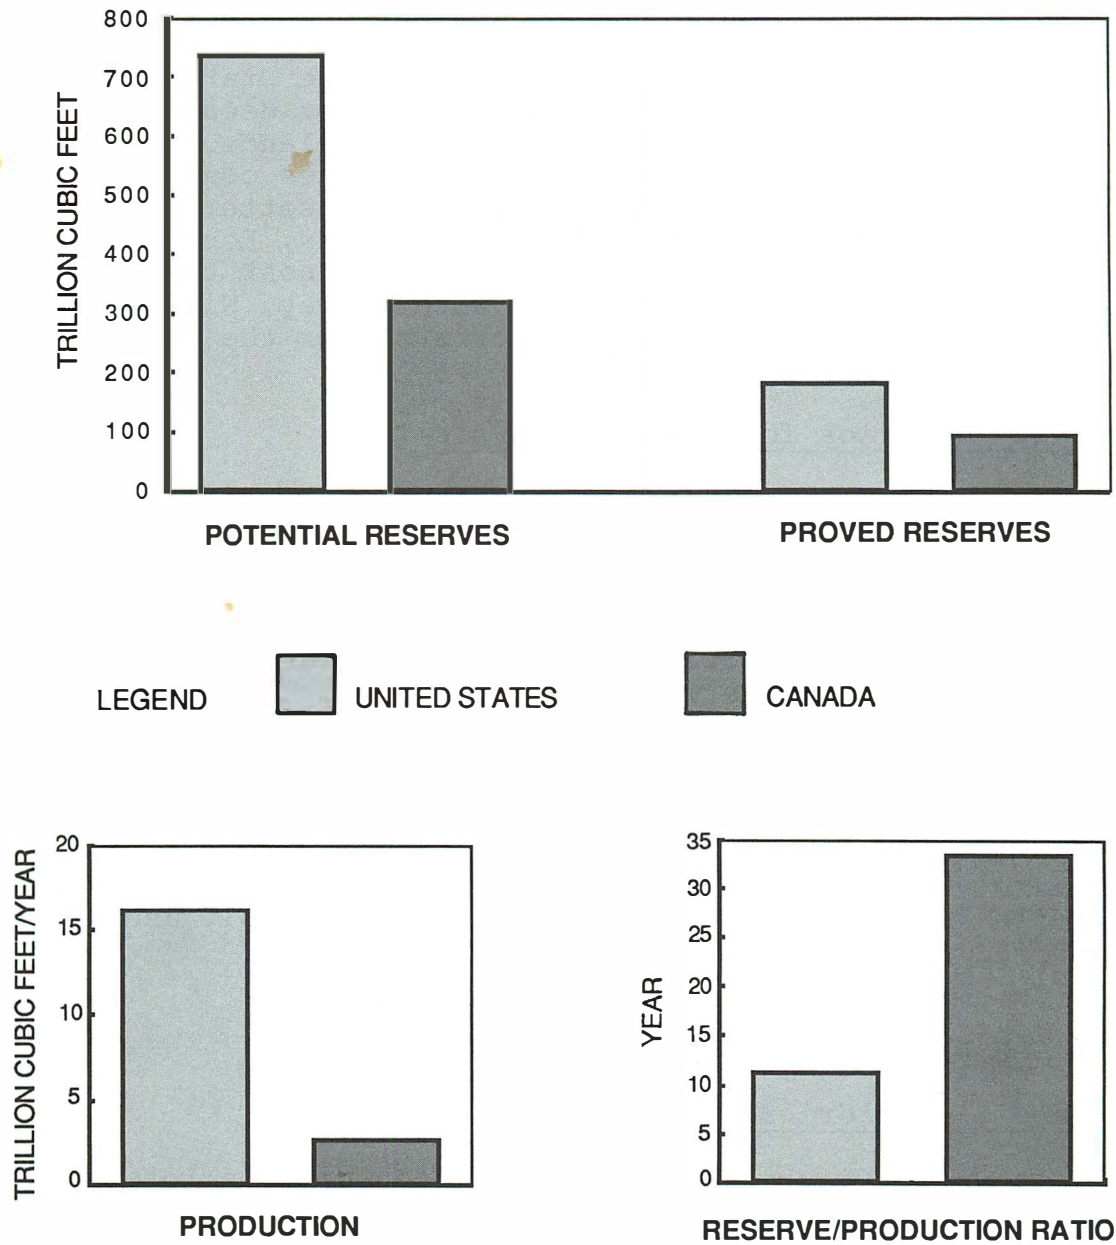 TRILLION CUBIC FEET
800
700
600
500
400
300
200
100
0
POTENTIAL RESERVES
PROVED RESERVES
LEGEND
UNITED STATES
CANADA
TRILLION CUBIC FEET/YEAR
20
15
10
5
0
PRODUCTION
YEAR
35
30
25
20
15
10
5
0
RESERVE/PRODUCTION RATIO